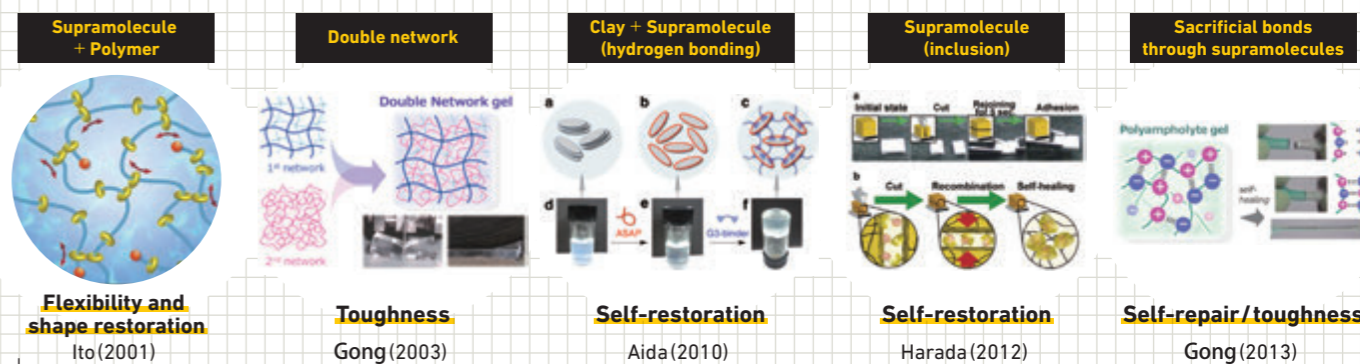 Supramolecule
+ Polymer
Flexibility and
shape restoration
Ito(2001)
Double network
Double Network gel
1st network
2nd network
Toughness
Gong(2003)
Clay + Supramolecule
(hydrogen bonding)
a
b
c
d
e
f
ASAP
G3-binder
Self-restoration
Aida(2010)
Supramolecule
(inclusion)
a
Initial state
Cut
Rejoining
Adhesion
b
Cut
Recombination
Self-healing
Self-restoration
Harada(2012)
Sacrificial bonds
through supramolecules
Polyampholyte gel
self-
healing
Self-repair/toughness
Gong(2013)